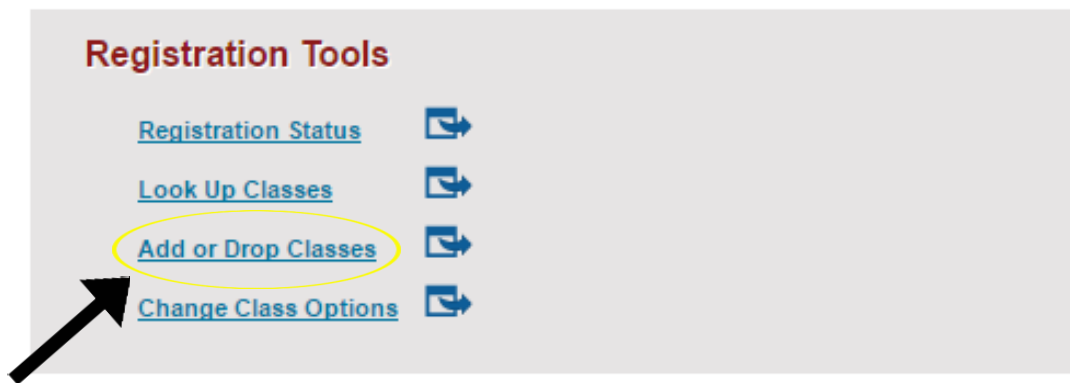 Registration Tools
Registration Status
Look Up Classes
Add or Drop Classes
Change Class Options